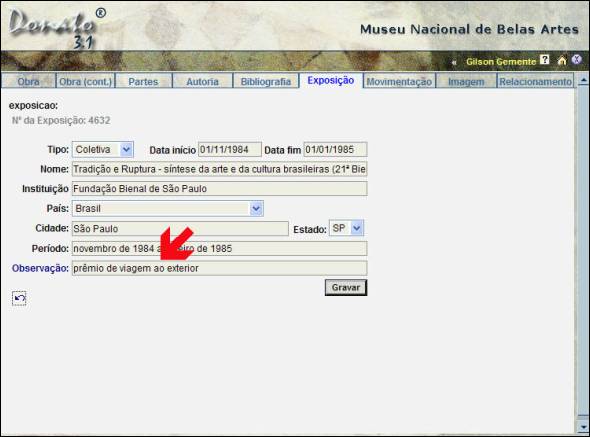 Donato ®
3.1
Museu Nacional de Belas Artes
« Gilson Gemente ?
Obra Obra (cont.) Partes Autoria Bibliografia Exposição Movimentação Imagem Relacionamento
exposicao:
Nº da Exposição: 4632
Tipo: Coletiva Data início 01/11/1984 Data fim 01/01/1985
Nome: Tradição e Ruptura - síntese da arte e da cultura brasileiras (21ª Bie
Instituição Fundação Bienal de São Paulo
País: Brasil
Cidade: São Paulo Estado: SP
Período: novembro de 1984 a de 1985
Observação: prêmio de viagem ao exterior
Gravar